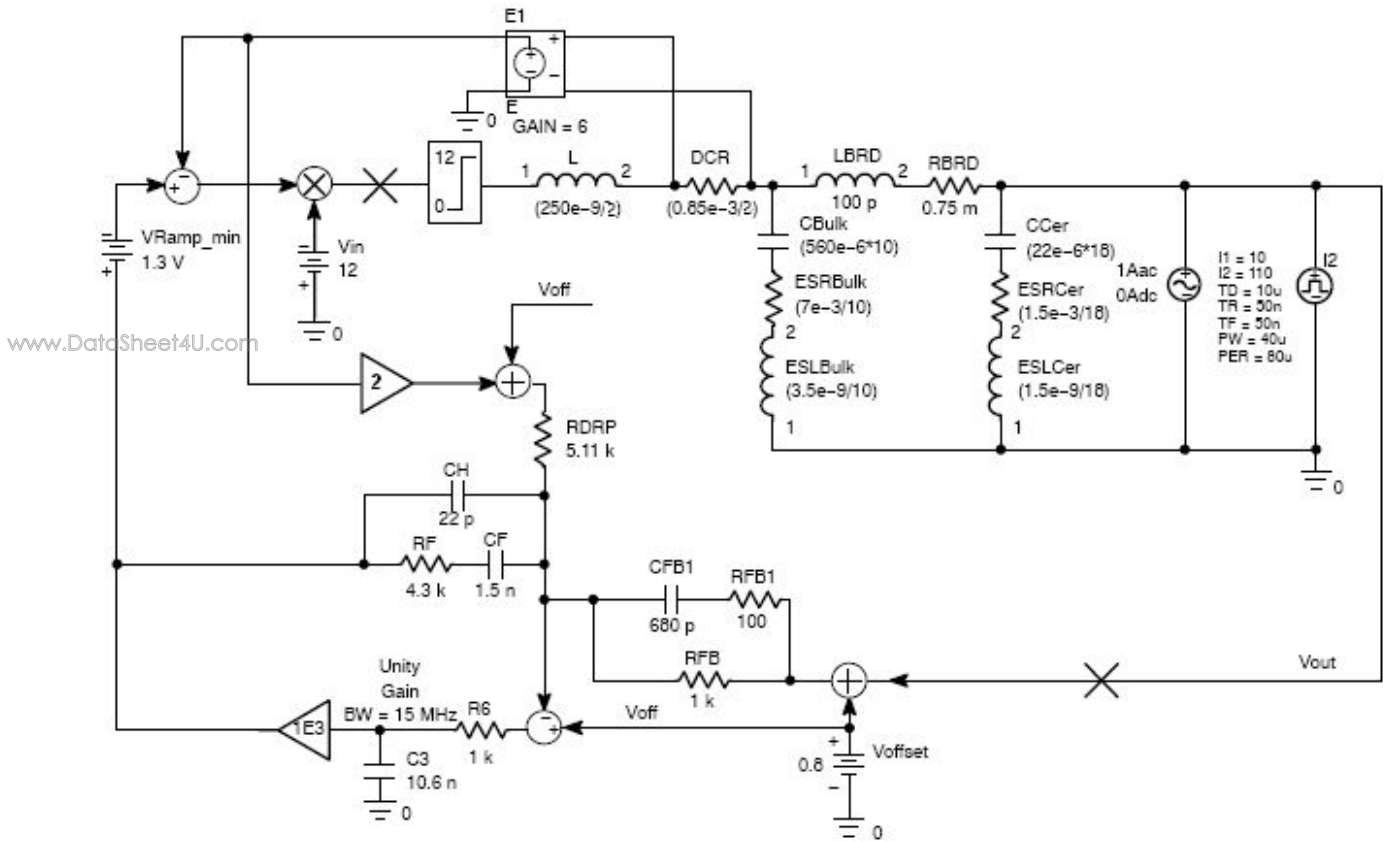 E1
+
+
−
−
E
0
GAIN = 6
12
0
L
1
2
(250e−9/2)
DCR
(0.85e−3/2)
LBRD
1
2
100 p
RBRD
0.75 m
−
+
VRamp_min
1.3 V
−
+
Vin
12
−
+
0
CBulk
(560e−6*10)
ESRBulk
(7e−3/10)
2
ESLBulk
(3.5e−9/10)
1
CCer
(22e−6*18)
ESRCer
(1.5e−3/18)
2
ESLCer
(1.5e−9/18)
1
1Aac
0Adc
+
−
I1 = 10
I2 = 110
TD = 10u
TR = 50n
TF = 50n
PW = 40u
PER = 80u
I2
0
www.DataSheet4U.com
Voff
2
+
RDRP
5.11 k
CH
22 p
RF
4.3 k
CF
1.5 n
CFB1
680 p
RFB1
100
RFB
1 k
+
Vout
Unity
Gain
BW = 15 MHz
1E3
R6
1 k
−
+
Voff
C3
10.6 n
0
+
0.8
−
Voffset
0